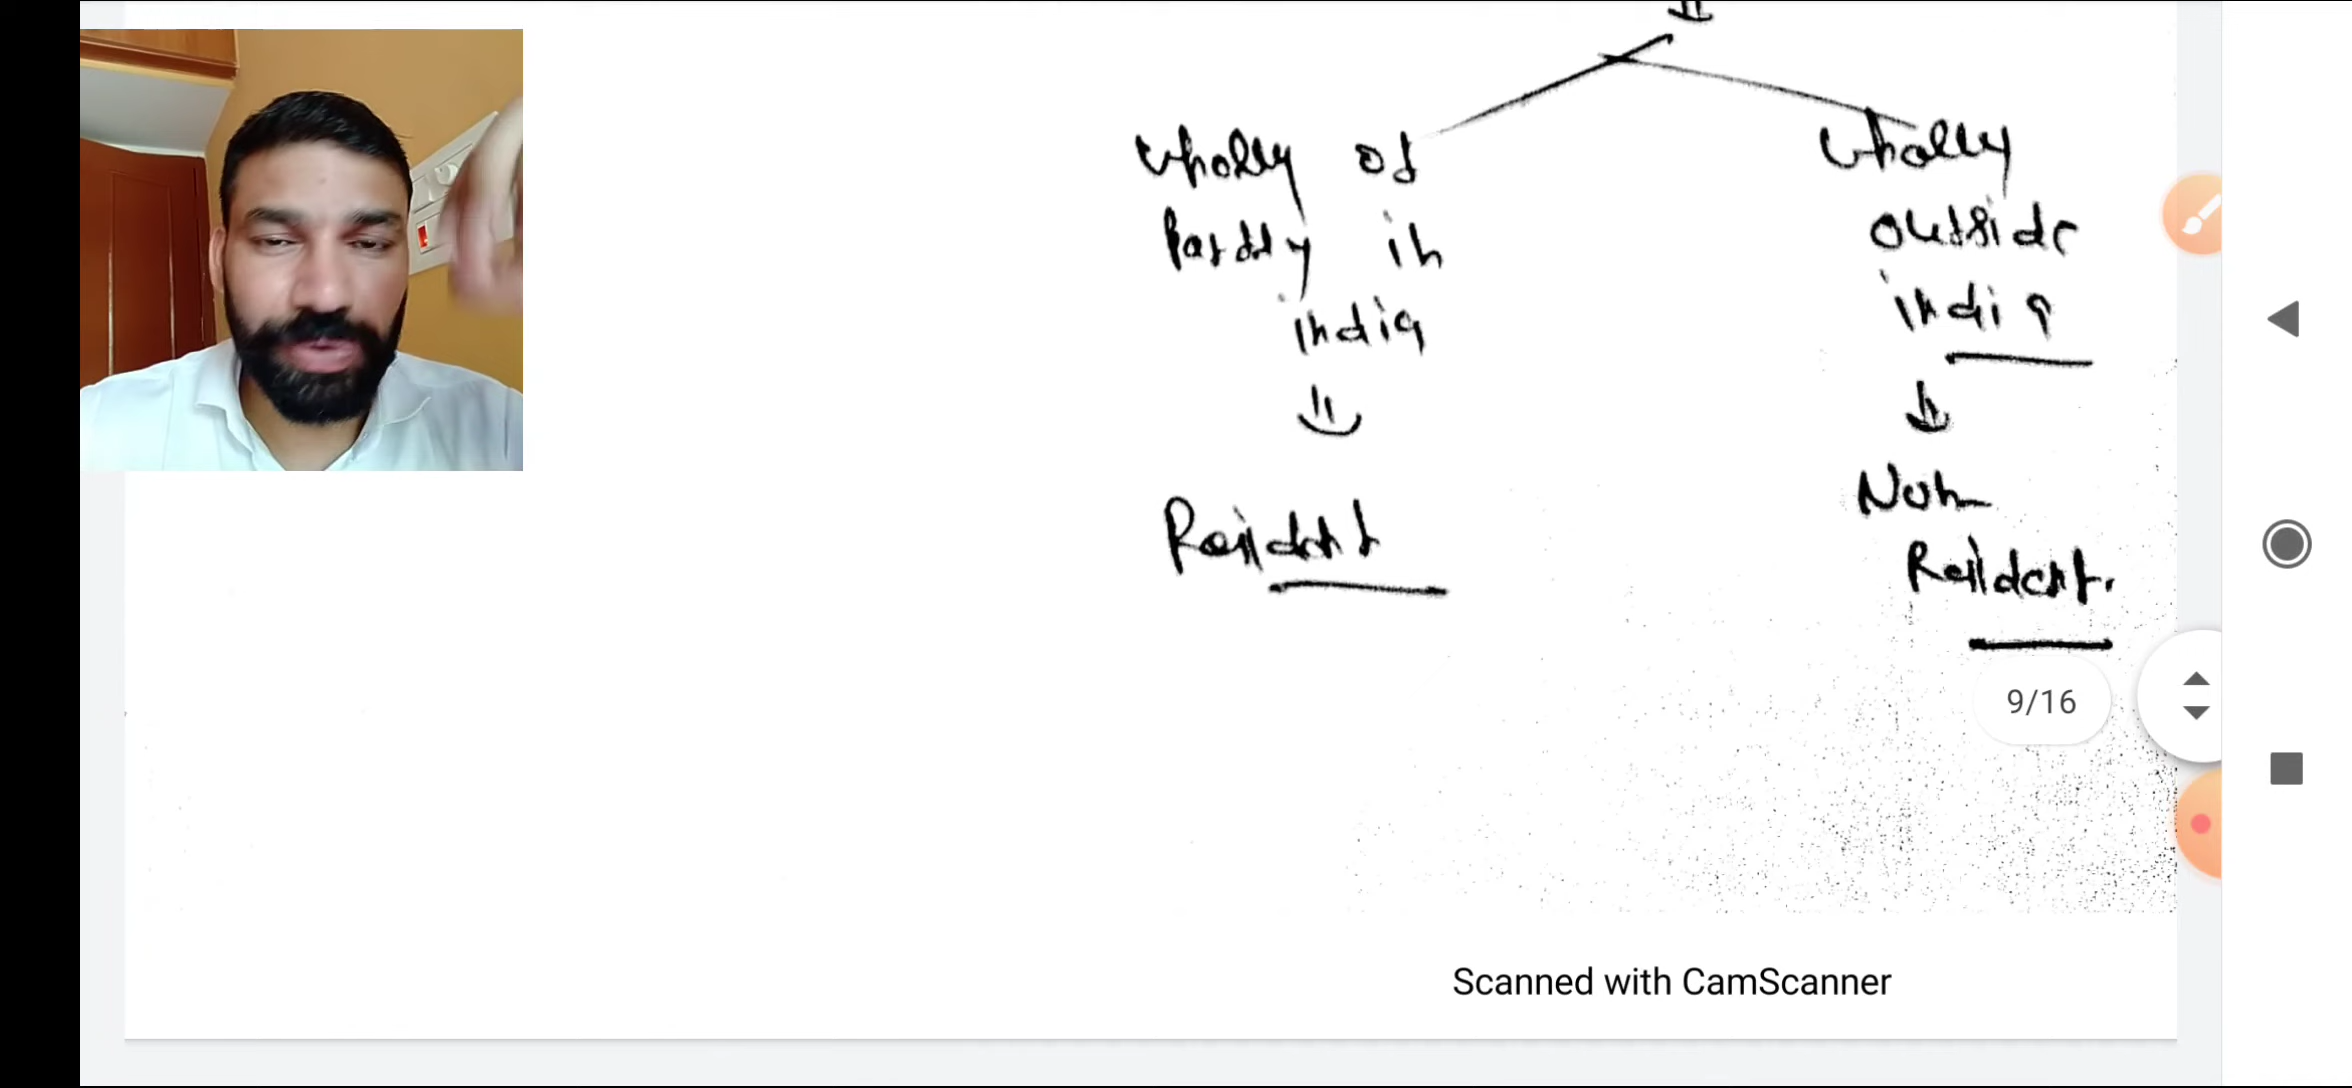 wholly or
partly in
india
Resident
wholly
outside
india
Non
Resident.
9/16
Scanned with CamScanner